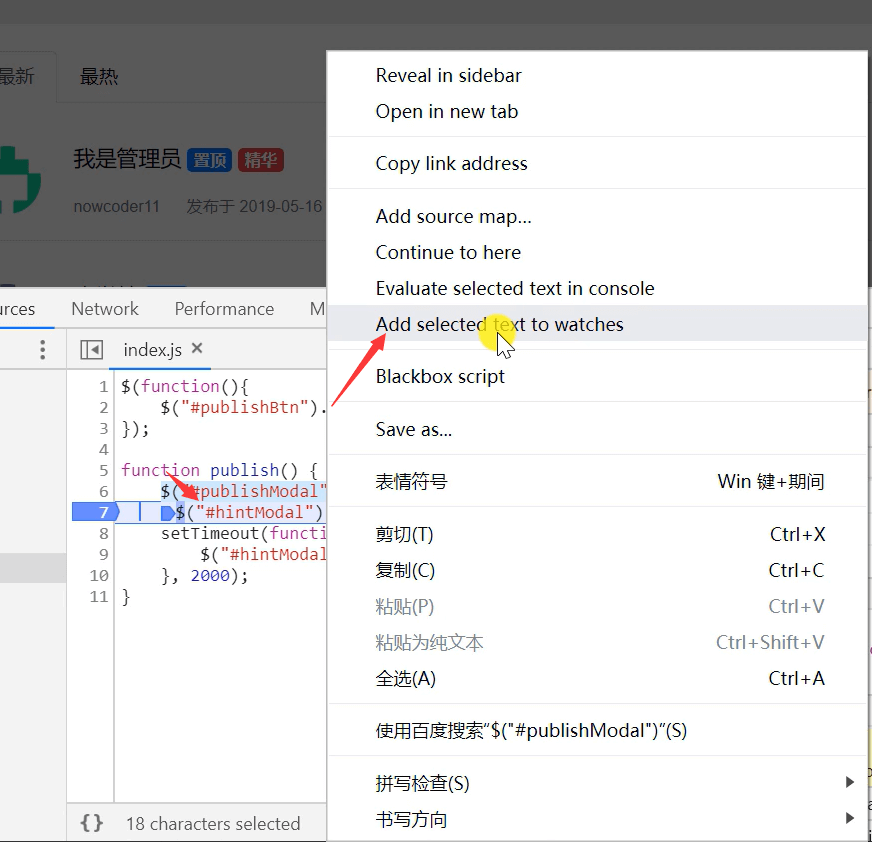 最新 最热
我是管理员 置顶 精华
nowcoder11 发布于 2019-05-16
Network Performance M
index.js ×
1 $(function(){
2 $("#publishBtn").
3 });
4
5 function publish() {
6 $("#publishModal"
7 $("#hintModal")
8 setTimeout(functi
9 $("#hintModal
10 }, 2000);
11 }
{} 18 characters selected
Reveal in sidebar
Open in new tab
Copy link address
Add source map...
Continue to here
Evaluate selected text in console
Add selected text to watches
Blackbox script
Save as...
表情符号 Win 键+期间
剪切(T) Ctrl+X
复制(C) Ctrl+C
粘贴(P) Ctrl+V
粘贴为纯文本 Ctrl+Shift+V
全选(A) Ctrl+A
使用百度搜索“$("#publishModal")”(S)
拼写检查(S)
书写方向